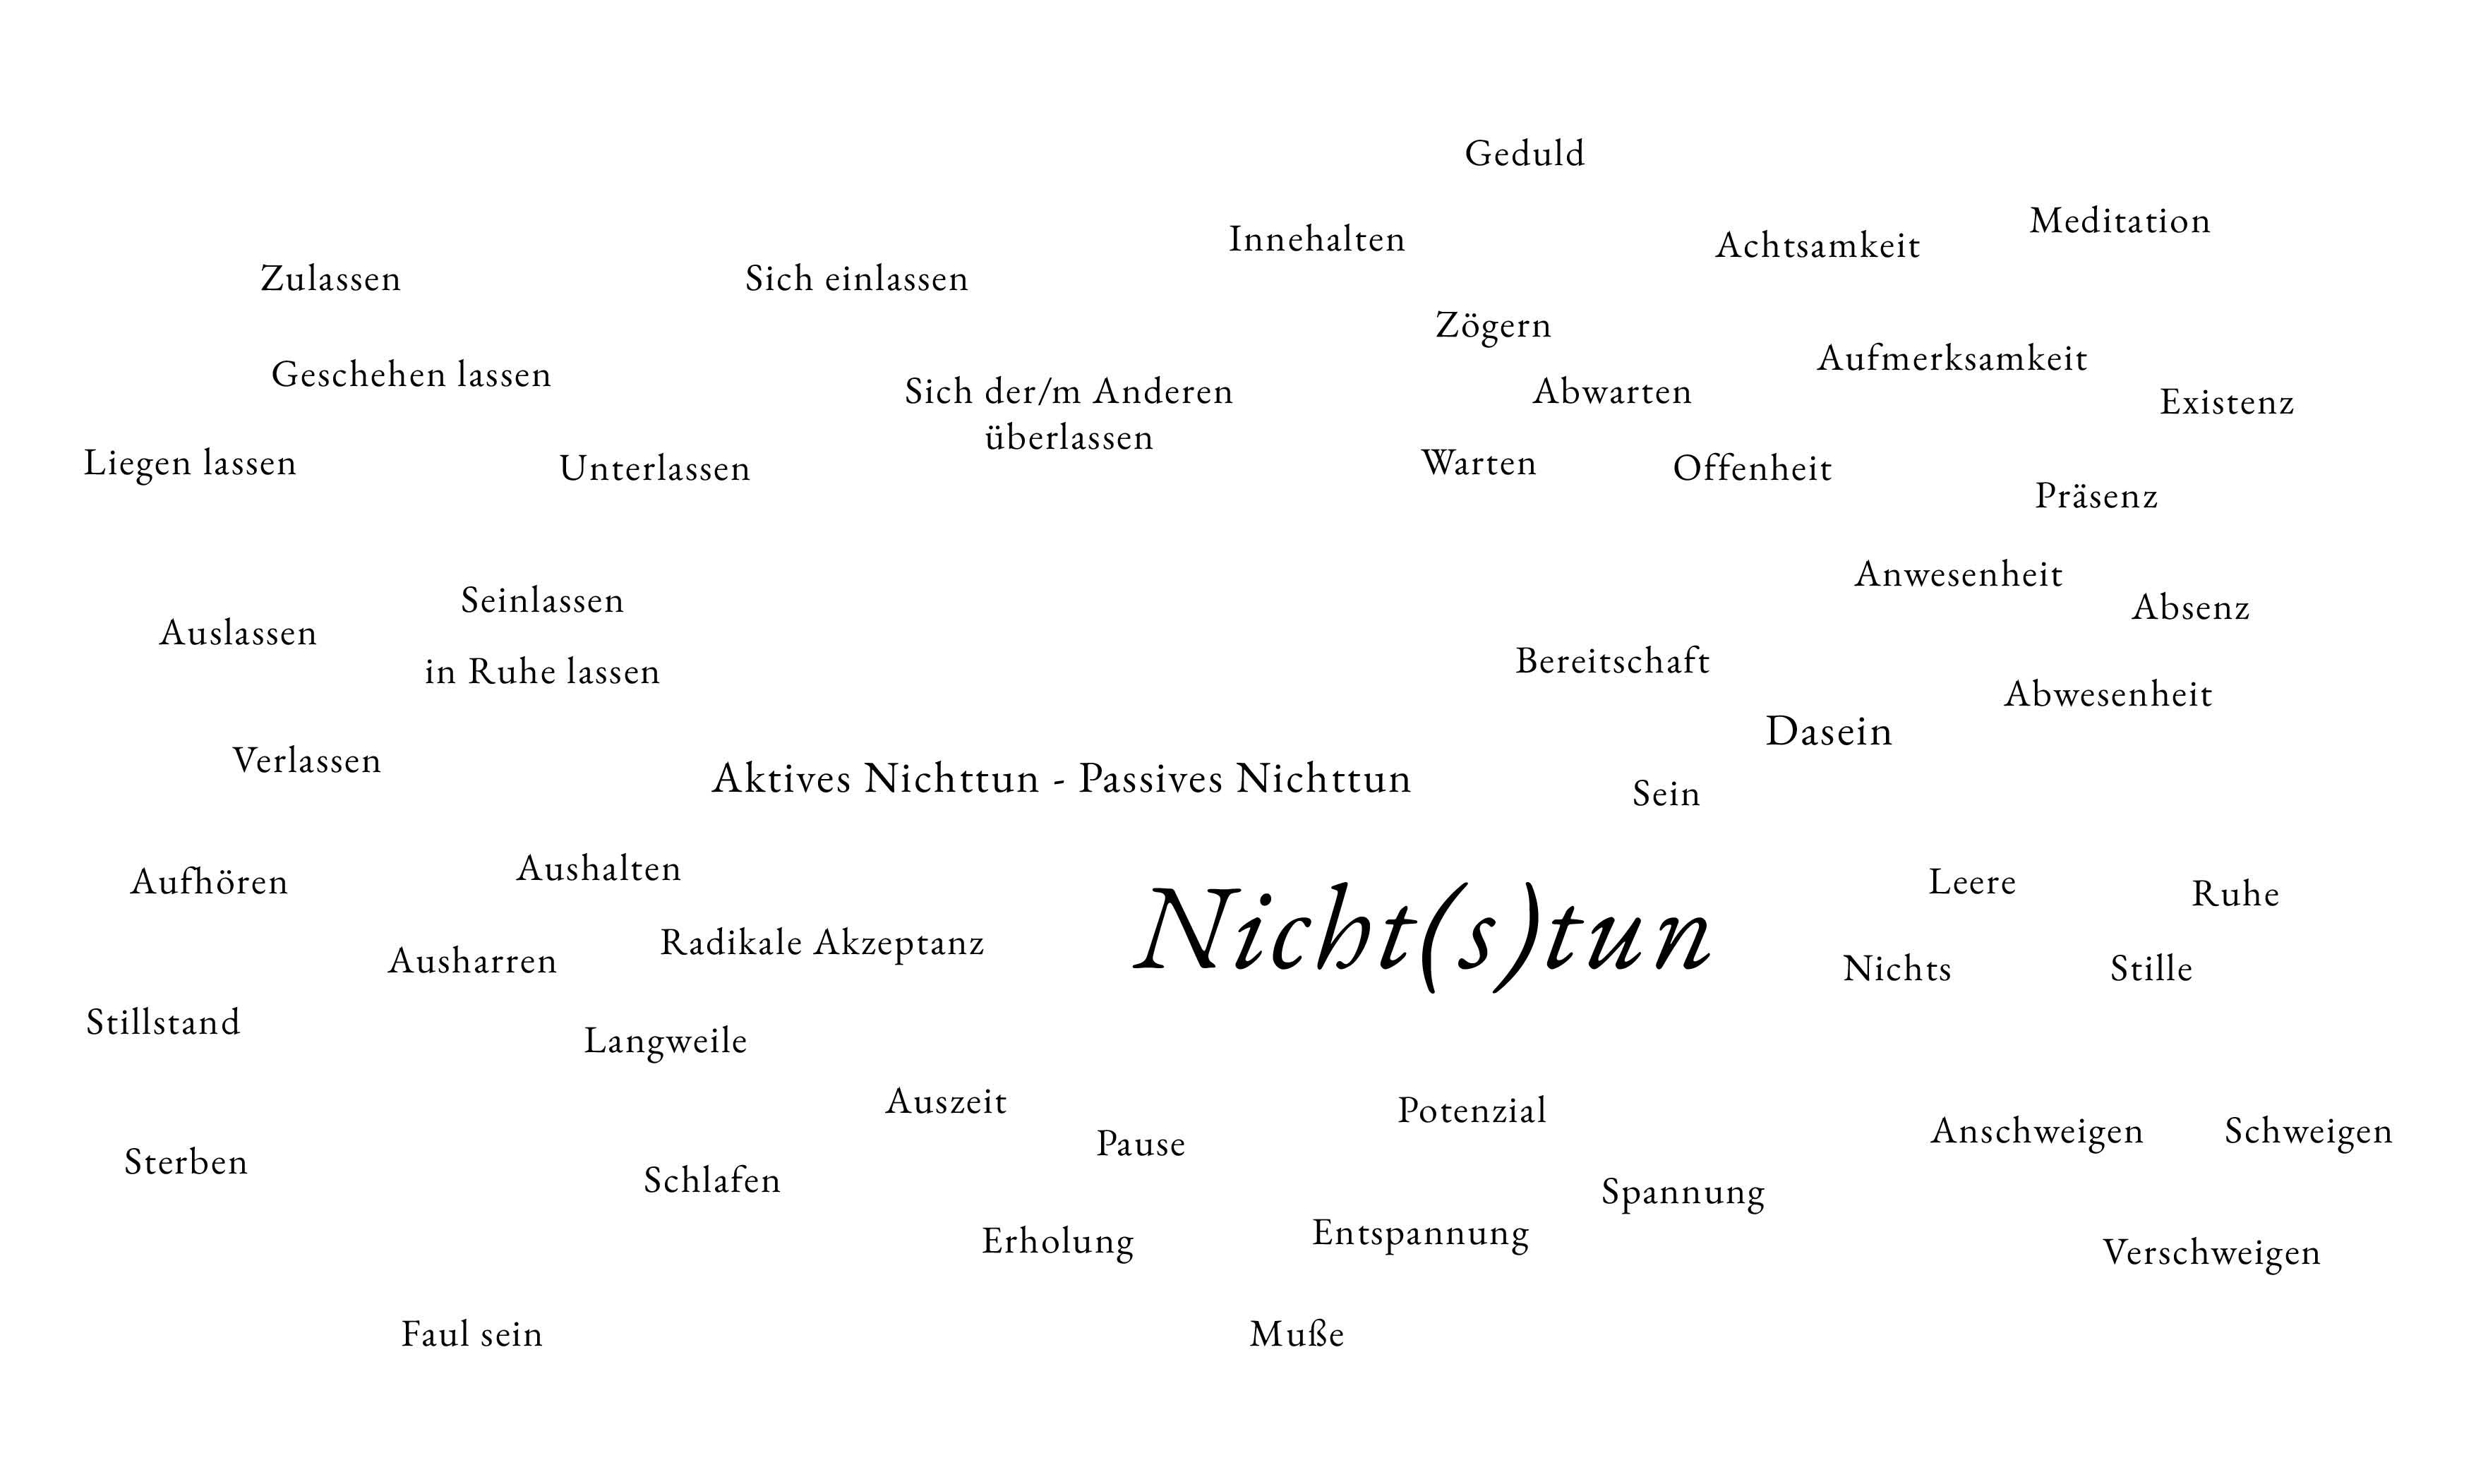 Geduld
Meditation
Innehalten
Achtsamkeit
Zulassen
Sich einlassen
Zögern
Aufmerksamkeit
Geschehen lassen
Sich der/m Anderen
überlassen
Abwarten
Existenz
Liegen lassen
Unterlassen
Warten
Offenheit
Präsenz
Anwesenheit
Seinlassen
Absenz
Auslassen
in Ruhe lassen
Bereitschaft
Abwesenheit
Dasein
Verlassen
Aktives Nichttun - Passives Nichttun
Sein
Aufhören
Aushalten
Leere
Ruhe
Nicht(s)tun
Radikale Akzeptanz
Ausharren
Nichts
Stille
Stillstand
Langweile
Auszeit
Potenzial
Pause
Anschweigen
Schweigen
Sterben
Schlafen
Spannung
Erholung
Entspannung
Verschweigen
Faul sein
Muße